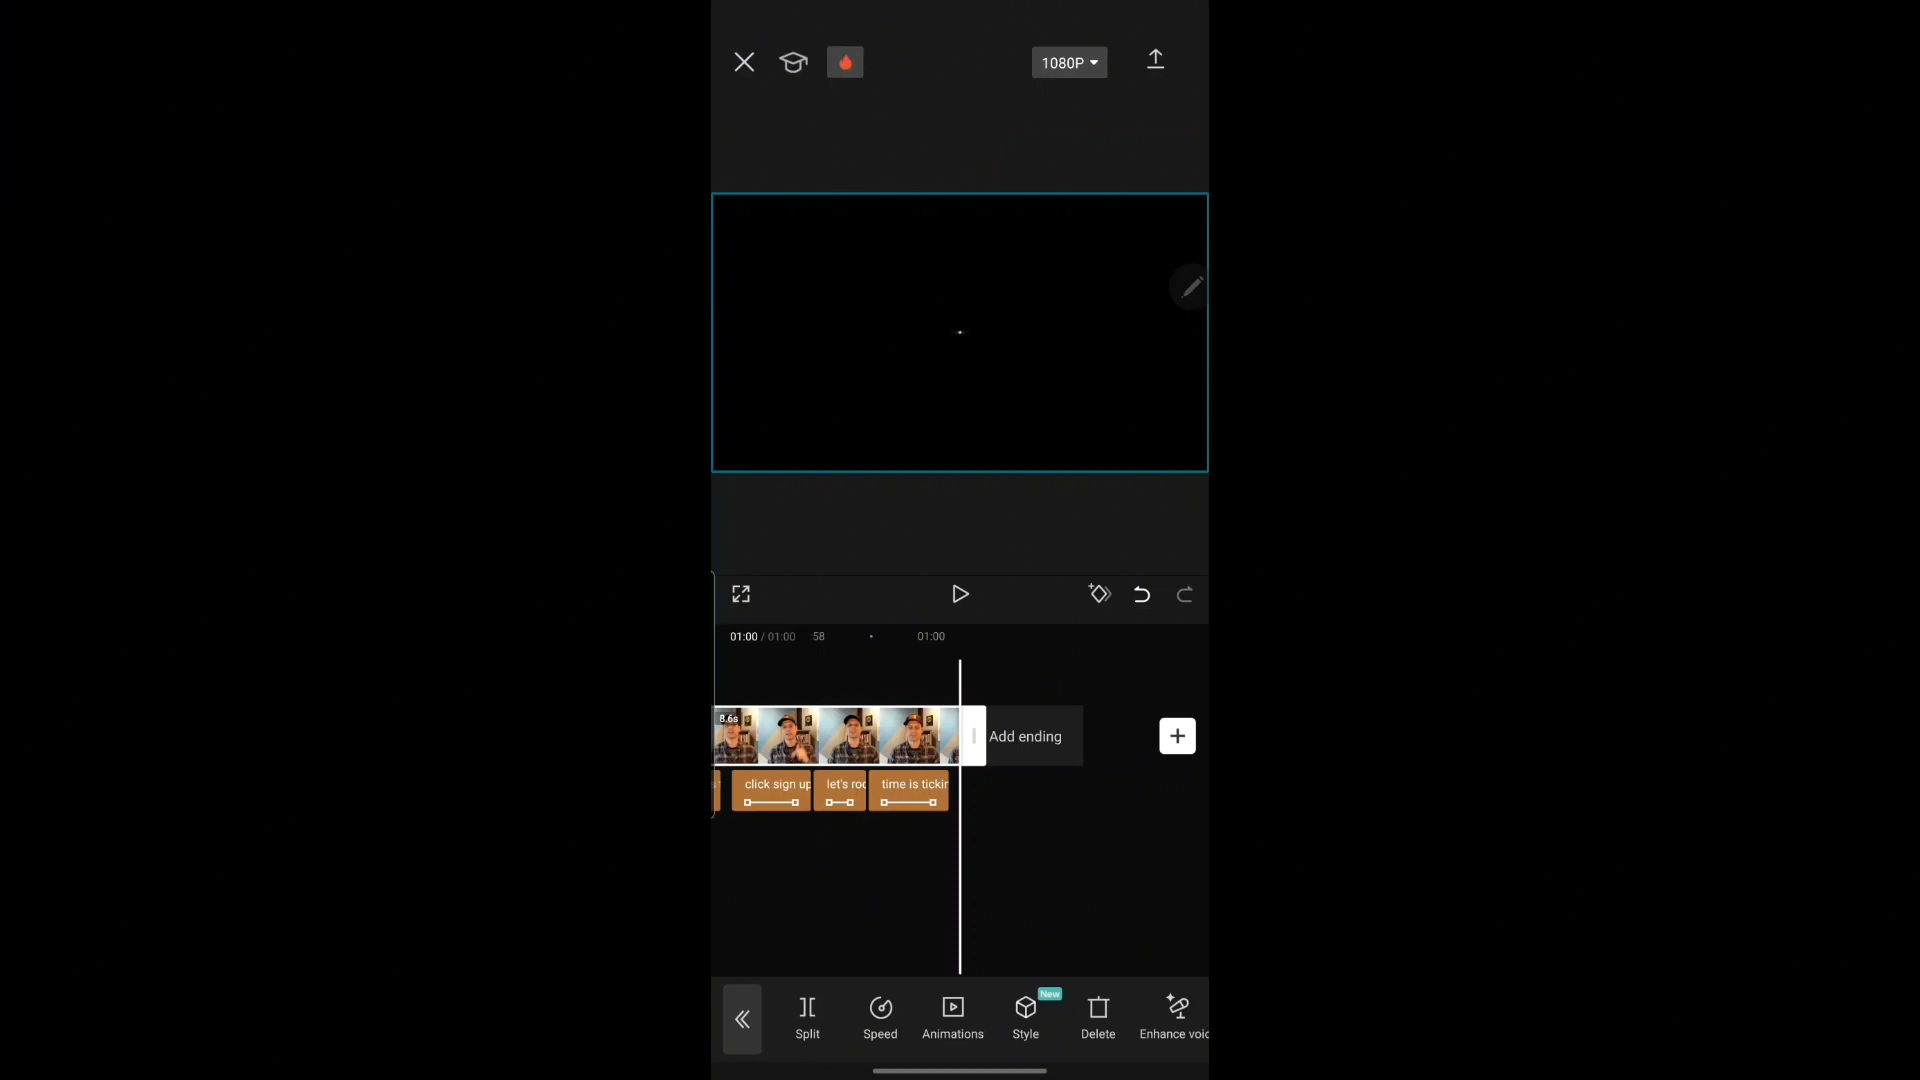 1080P
01:00 / 01:00 :58 01:00
8.6s
Add ending
click sign up let's roc time is tickin
New
Split Speed Animations Style Delete Enhance voic